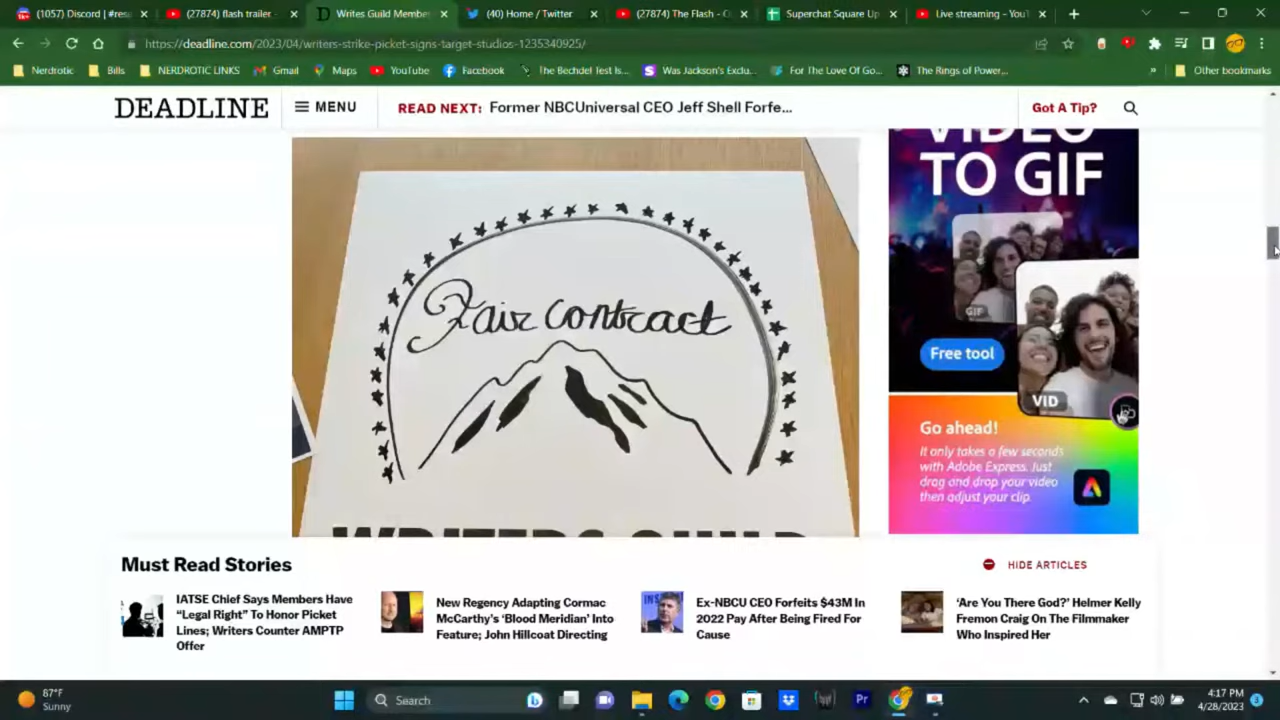 (1057) Discord | #resu
(27874) flash trailer -
Writes Guild Membe
(40) Home / Twitter
(27874) The Flash - O
Superchat Square Up
Live streaming - YouT
https://deadline.com/2023/04/writers-strike-picket-signs-target-studios-1235340925/
Nerdrotic
Bills
NERDROTIC LINKS
Gmail
Maps
YouTube
Facebook
The Bechdel Test Is...
Was Jackson's Exclu...
For The Love Of Go...
The Rings of Power...
»
Other bookmarks
DEADLINE
MENU
READ NEXT: Former NBCUniversal CEO Jeff Shell Forfe...
Got A Tip?
Fair contract
WRITERS GUILD
VIDEO
TO GIF
GIF
Free tool
VID
Go ahead!
It only takes a few seconds
with Adobe Express. Just
drag and drop your video
then adjust your clip.
Must Read Stories
HIDE ARTICLES
IATSE Chief Says Members Have
“Legal Right” To Honor Picket
Lines; Writers Counter AMPTP
Offer
New Regency Adapting Cormac
McCarthy's ‘Blood Meridian’ Into
Feature; John Hillcoat Directing
Ex-NBCU CEO Forfeits $43M In
2022 Pay After Being Fired For
Cause
‘Are You There God?’ Helmer Kelly
Fremon Craig On The Filmmaker
Who Inspired Her
87°F
Sunny
Search
Pr
4:17 PM
4/28/2023